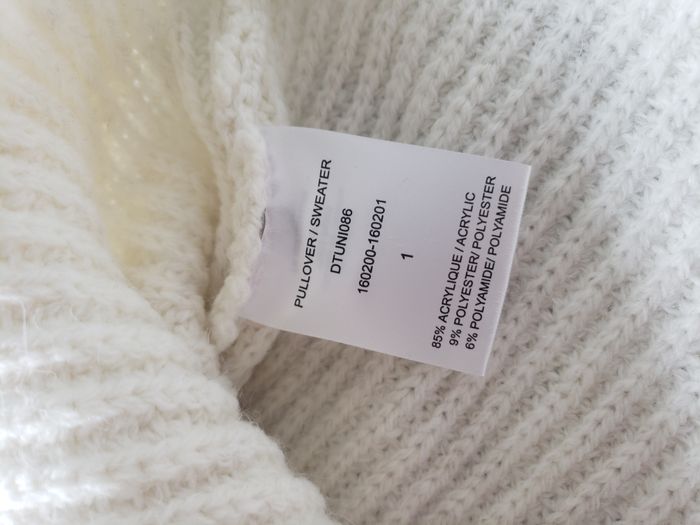 PULLOVER / SWEATER
DTUNI086
160200-160201
1
85% ACRYLIQUE / ACRYLIC
9% POLYESTER/ POLYESTER
6% POLYAMIDE/ POLYAMIDE